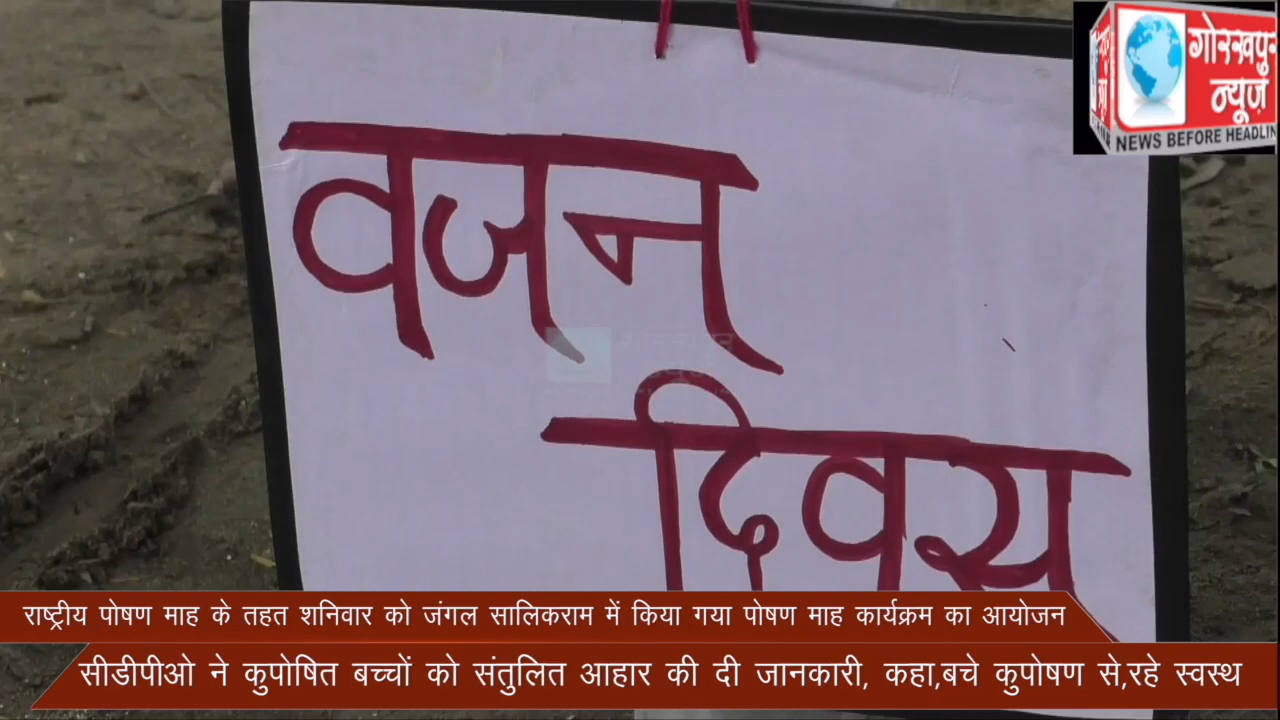 गोरखपुर
न्यूज़
NEWS BEFORE HEADLIN
वजन
दिवस
राष्ट्रीय पोषण माह के तहत शनिवार को जंगल सालिकराम में किया गया पोषण माह कार्यक्रम का आयोजन
सीडीपीओ ने कुपोषित बच्चों को संतुलित आहार की दी जानकारी, कहा,बचे कुपोषण से,रहे स्वस्थ